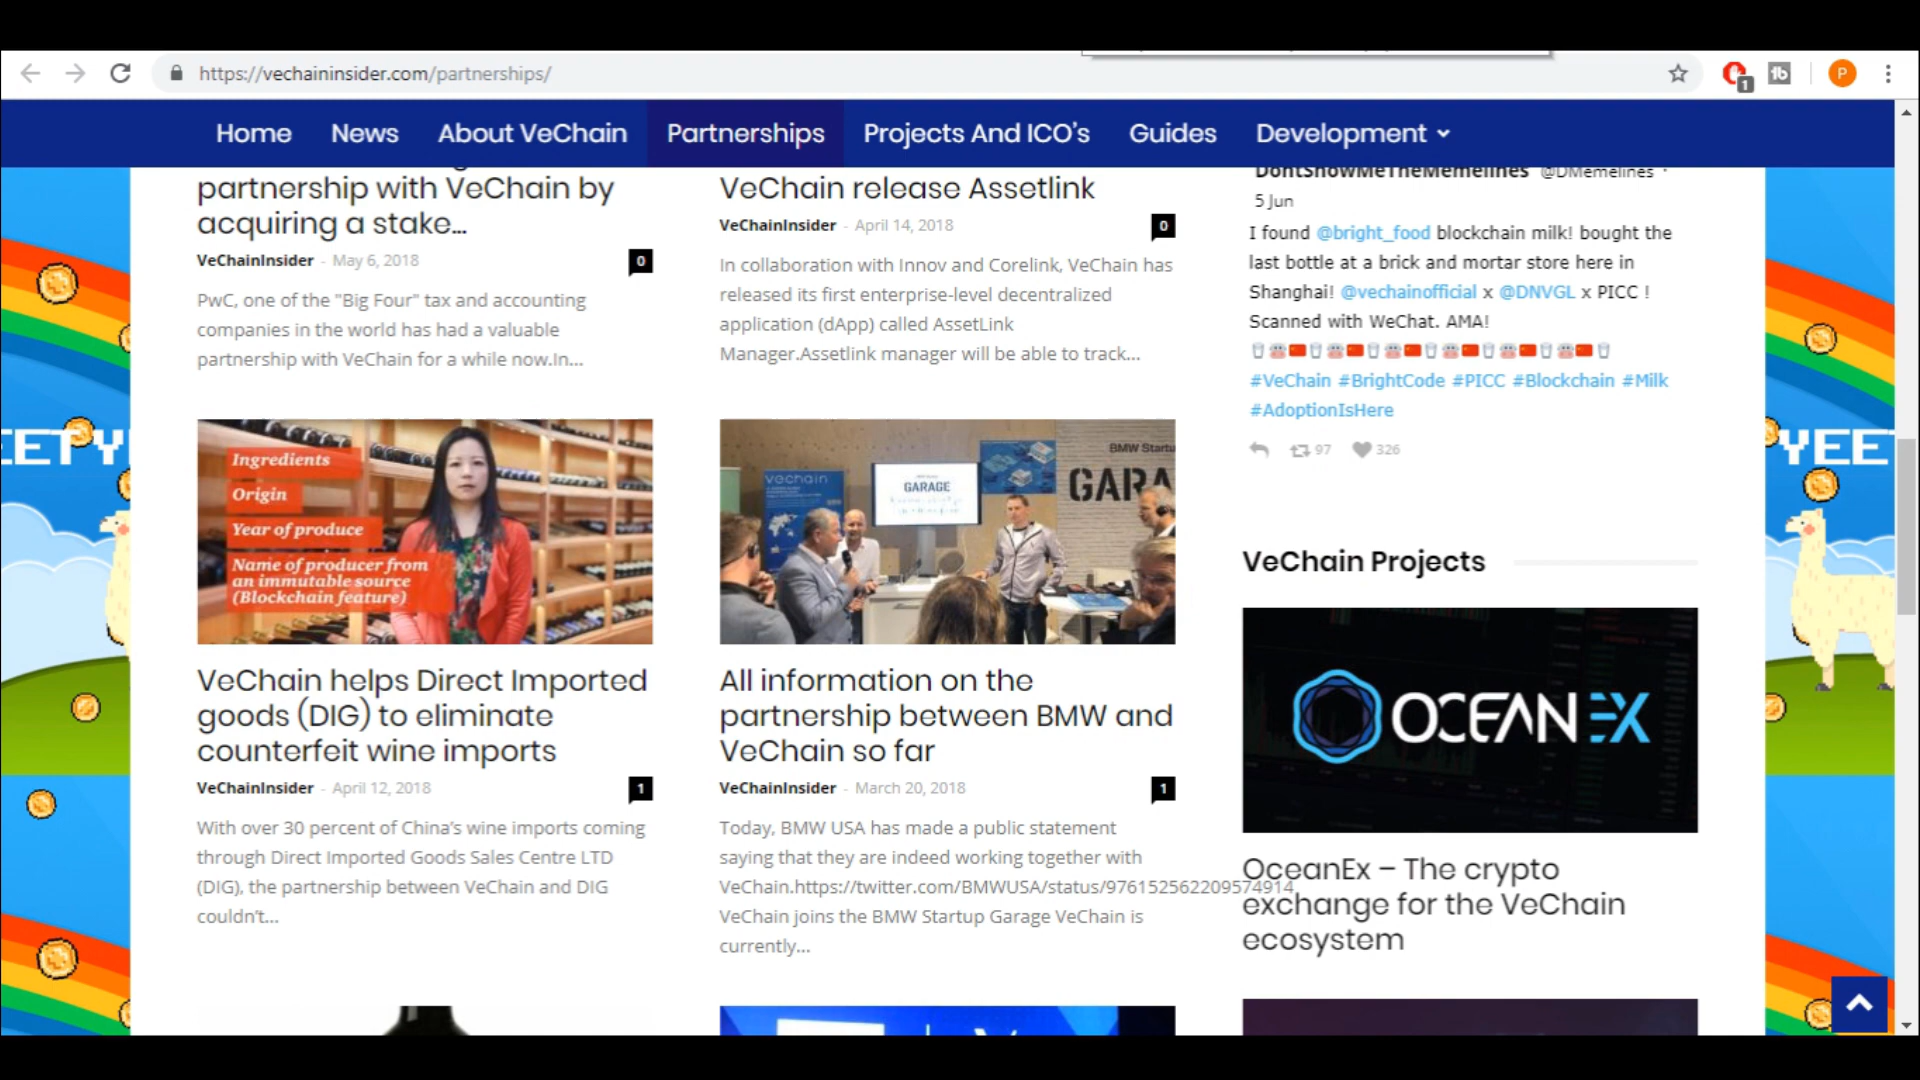 https://vechaininsider.com/partnerships/
1
tb
P
Home News About VeChain Partnerships Projects And ICO's Guides Development
partnership with VeChain by
acquiring a stake...
VeChainInsider - May 6, 2018
0
PwC, one of the "Big Four" tax and accounting
companies in the world has had a valuable
partnership with VeChain for a while now.In...
VeChain release Assetlink
VeChainInsider - April 14, 2018
0
In collaboration with Innov and Corelink, VeChain has
released its first enterprise-level decentralized
application (dApp) called AssetLink
Manager.Assetlink manager will be able to track...
Ingredients
Origin
Year of produce
Name of producer from
an immutable source
(Blockchain feature)
VeChain helps Direct Imported
goods (DIG) to eliminate
counterfeit wine imports
VeChainInsider - April 12, 2018
1
With over 30 percent of China's wine imports coming
through Direct Imported Goods Sales Centre LTD
(DIG), the partnership between VeChain and DIG
couldn't...
vechain
GARAGE
BMW Startu
GARA
All information on the
partnership between BMW and
VeChain so far
VeChainInsider - March 20, 2018
1
Today, BMW USA has made a public statement
saying that they are indeed working together with
VeChain.https://twitter.com/BMWUSA/status/976152562209574914
VeChain joins the BMW Startup Garage VeChain is
currently...
DontShowMeTheMemelines @DMemelines ·
5 Jun
I found @bright_food blockchain milk! bought the
last bottle at a brick and mortar store here in
Shanghai! @vechainofficial x @DNVGL x PICC !
Scanned with WeChat. AMA!
#VeChain #BrightCode #PICC #Blockchain #Milk
#AdoptionIsHere
97 326
VeChain Projects
OCEANEX
OceanEx – The crypto
exchange for the VeChain
ecosystem
EET Y
YEET